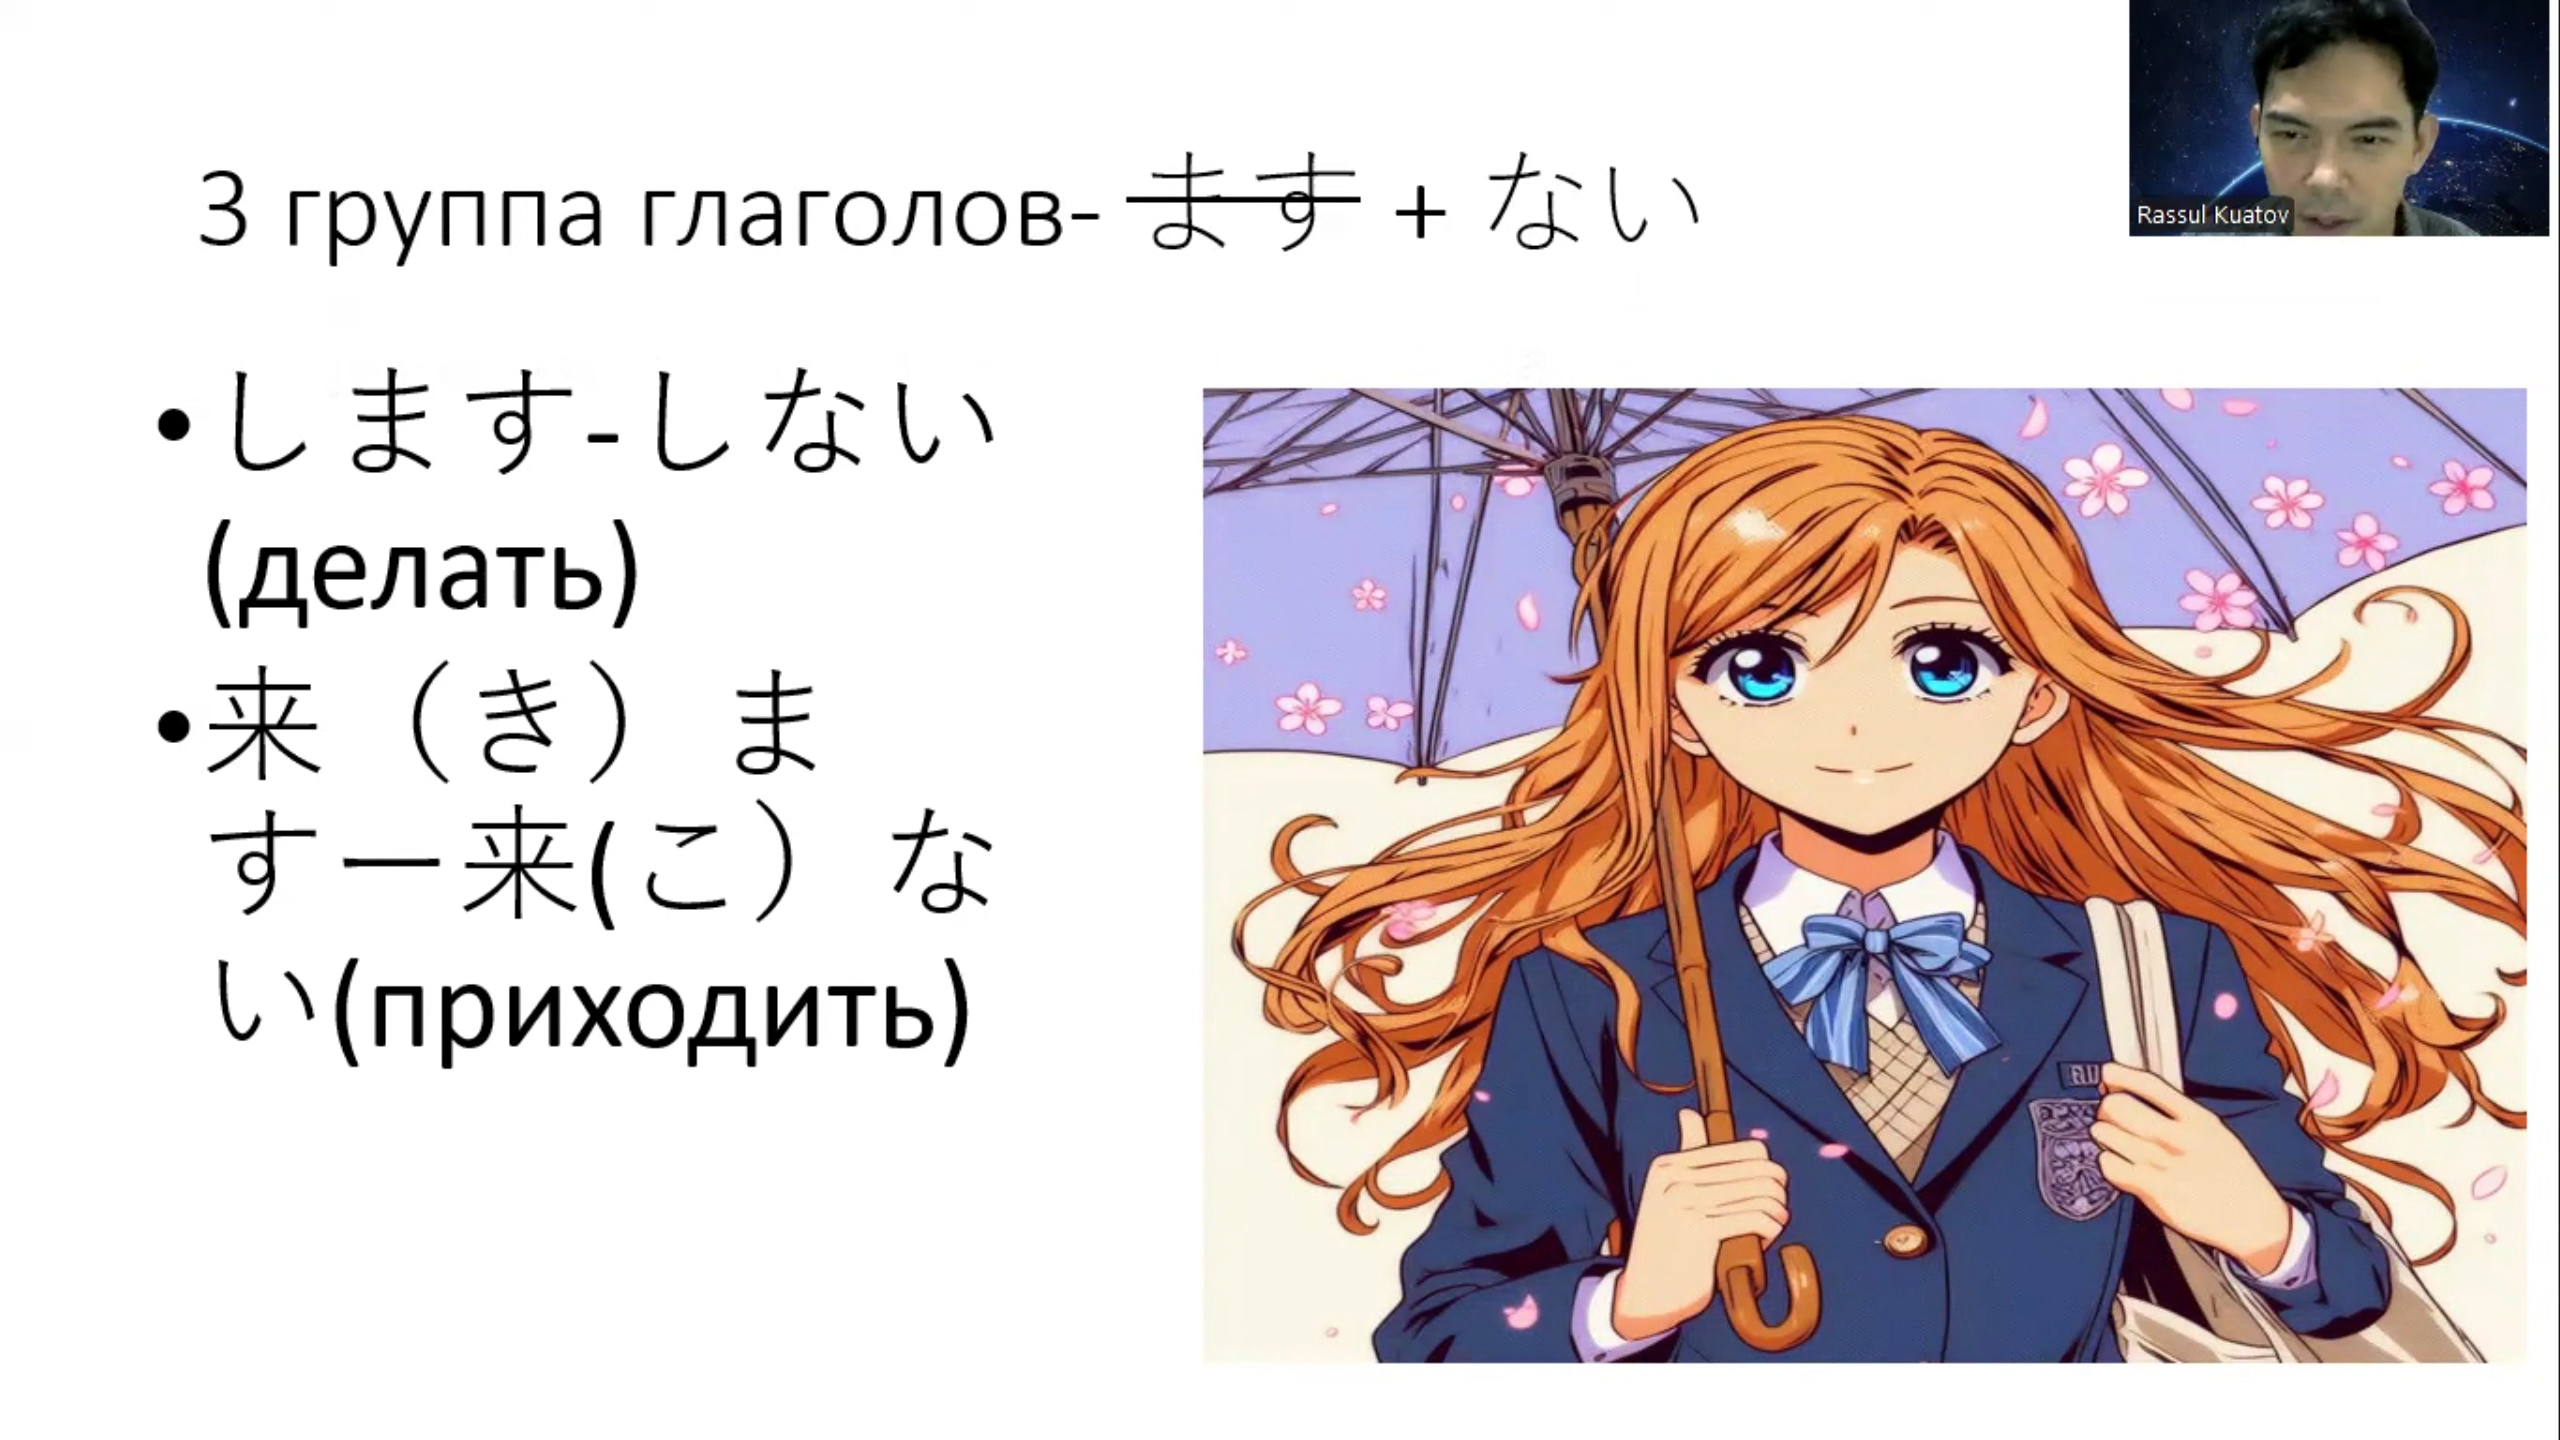 3 группа глаголов- ます + ない
•します-しない
(делать)
•来（き）ま
すー来(こ）な
い(приходить)
Rassul Kuatov